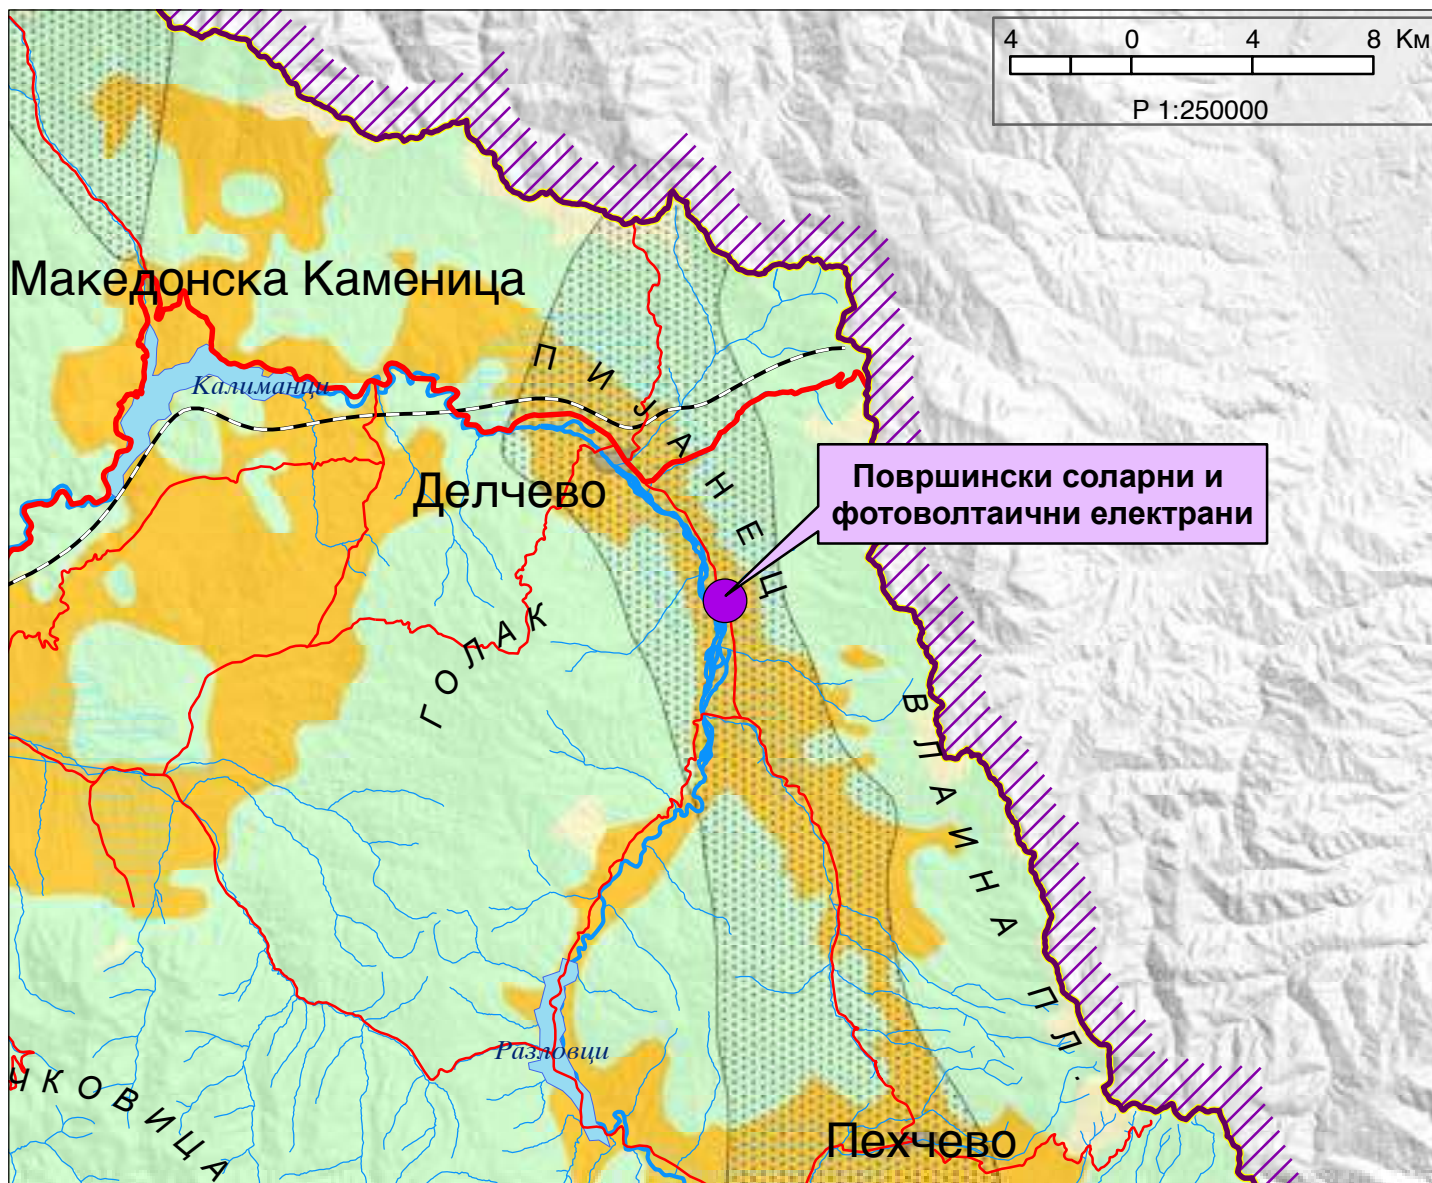 4 0 4 8 Км
Р 1:250000
Македонска Каменица
Калиманци
ПИЈАНЕЦ
Делчево
Површински соларни и
фотоволтаични електрани
ГОЛАК
ВЛАИНА ПЛ.
Разловци
ЧКОВИЦА
Пехчево